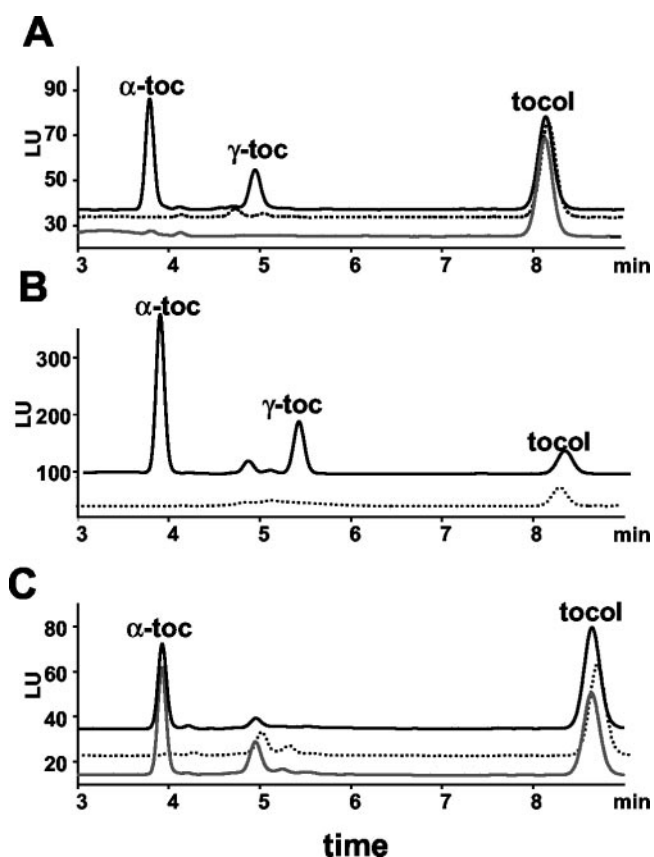 A
α-toc
tocol
90
70
γ-toc
LU
50
30
3 4 5 6 7 8 min
B
α-toc
300
γ-toc
LU
200
tocol
100
3 4 5 6 7 8 min
C
α-toc
tocol
80
60
LU
40
20
3 4 5 6 7 8 min
time